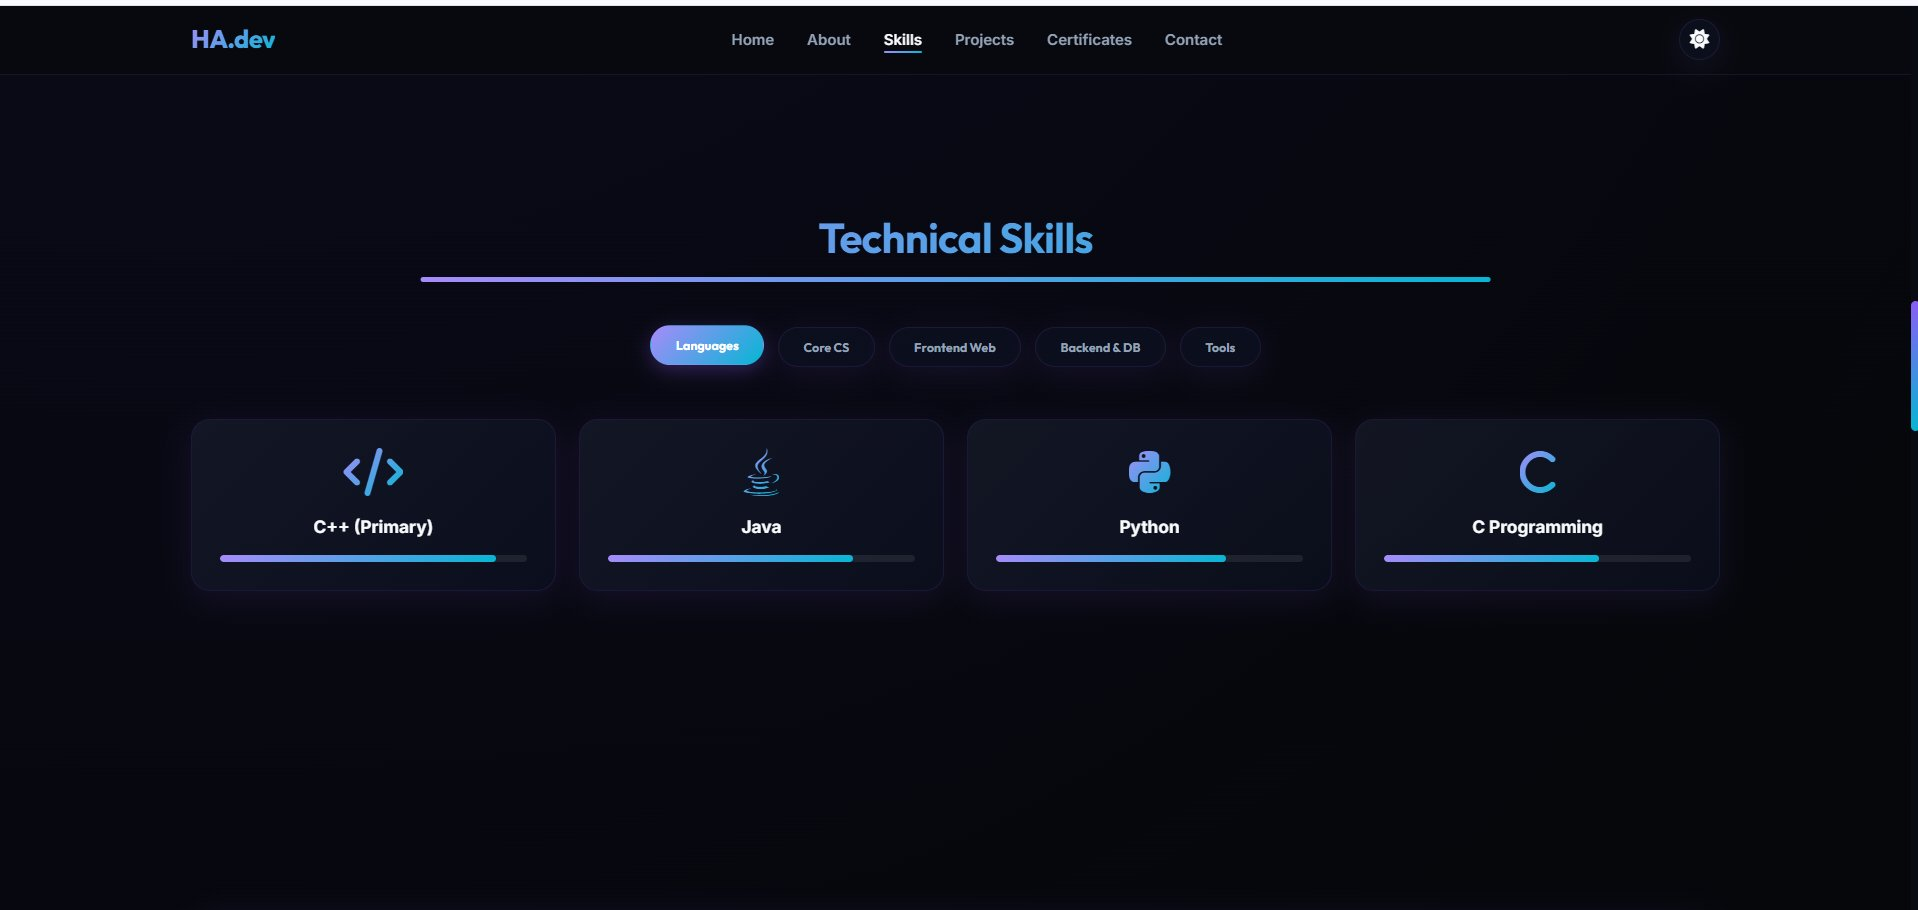 HA.dev
Home About Skills Projects Certificates Contact
Technical Skills
Languages Core CS Frontend Web Backend & DB Tools
C++ (Primary) Java Python C Programming